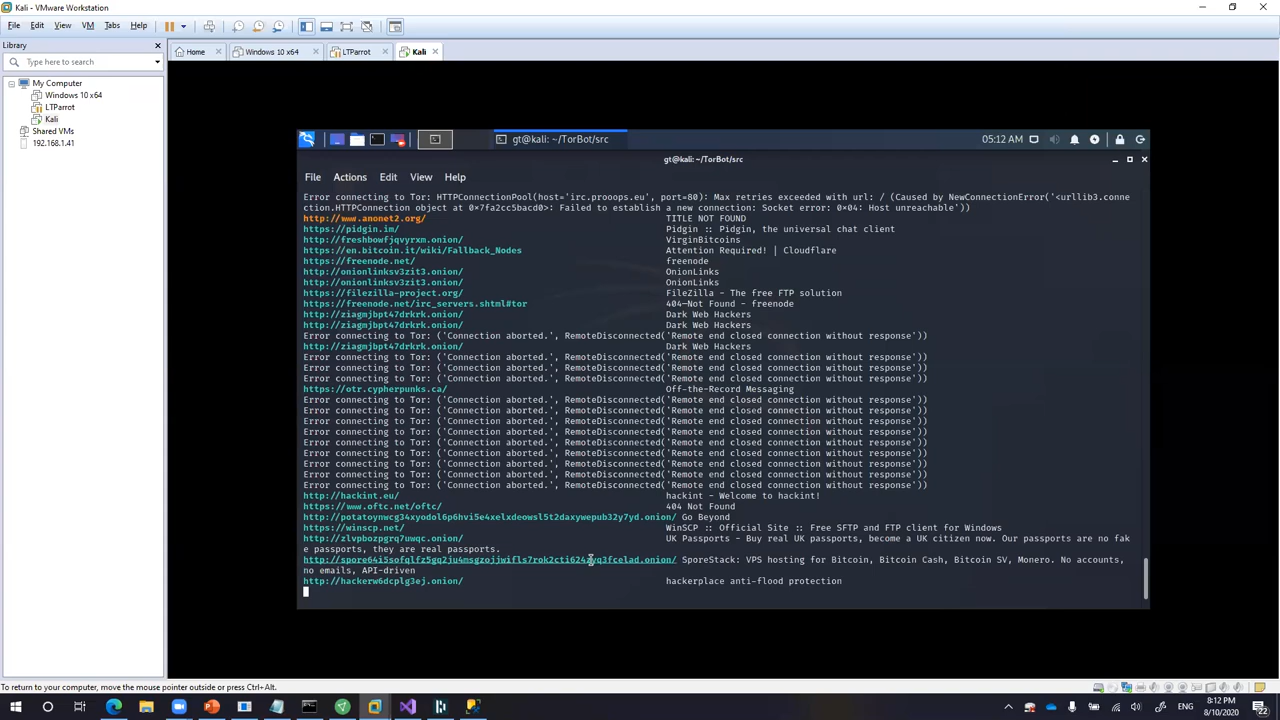 Kali - VMware Workstation
File Edit View VM Tabs Help
Library
Type here to search
My Computer
Windows 10 x64
LTParrot
Kali
Shared VMs
192.168.1.41
Home Windows 10 x64 LTParrot Kali
gt@kali: ~/TorBot/src
05:12 AM
gt@kali: ~/TorBot/src
File Actions Edit View Help
Error connecting to Tor: HTTPConnectionPool(host='irc.prooops.eu', port=80): Max retries exceeded with url: / (Caused by NewConnectionError('<urllib3.conne
ction.HTTPConnection object at 0×7fa2cc5bacd0>: Failed to establish a new connection: Socket error: 0×04: Host unreachable'))
http://www.anonet2.org/ TITLE NOT FOUND
https://pidgin.im/ Pidgin :: Pidgin, the universal chat client
http://freshbowfjqvyrxm.onion/ VirginBitcoins
https://en.bitcoin.it/wiki/Fallback_Nodes Attention Required! | Cloudflare
https://freenode.net/ freenode
http://onionlinksv3zit3.onion/ OnionLinks
http://onionlinksv3zit3.onion/ OnionLinks
https://filezilla-project.org/ FileZilla - The free FTP solution
https://freenode.net/irc_servers.shtml#tor 404—Not Found - freenode
http://ziagmjbpt47drkrk.onion/ Dark Web Hackers
http://ziagmjbpt47drkrk.onion/ Dark Web Hackers
Error connecting to Tor: ('Connection aborted.', RemoteDisconnected('Remote end closed connection without response'))
http://ziagmjbpt47drkrk.onion/ Dark Web Hackers
Error connecting to Tor: ('Connection aborted.', RemoteDisconnected('Remote end closed connection without response'))
Error connecting to Tor: ('Connection aborted.', RemoteDisconnected('Remote end closed connection without response'))
Error connecting to Tor: ('Connection aborted.', RemoteDisconnected('Remote end closed connection without response'))
https://otr.cypherpunks.ca/ Off-the-Record Messaging
Error connecting to Tor: ('Connection aborted.', RemoteDisconnected('Remote end closed connection without response'))
Error connecting to Tor: ('Connection aborted.', RemoteDisconnected('Remote end closed connection without response'))
Error connecting to Tor: ('Connection aborted.', RemoteDisconnected('Remote end closed connection without response'))
Error connecting to Tor: ('Connection aborted.', RemoteDisconnected('Remote end closed connection without response'))
Error connecting to Tor: ('Connection aborted.', RemoteDisconnected('Remote end closed connection without response'))
Error connecting to Tor: ('Connection aborted.', RemoteDisconnected('Remote end closed connection without response'))
Error connecting to Tor: ('Connection aborted.', RemoteDisconnected('Remote end closed connection without response'))
Error connecting to Tor: ('Connection aborted.', RemoteDisconnected('Remote end closed connection without response'))
Error connecting to Tor: ('Connection aborted.', RemoteDisconnected('Remote end closed connection without response'))
http://hackint.eu/ hackint - Welcome to hackint!
https://www.oftc.net/oftc/ 404 Not Found
http://potatoynwcg34xyodol6p6hvi5e4xelxdeowsl5t2daxywepub32y7yd.onion/ Go Beyond
https://winscp.net/ WinSCP :: Official Site :: Free SFTP and FTP client for Windows
http://zlvpbozpgrq7uwqc.onion/ UK Passports - Buy real UK passports, become a UK citizen now. Our passports are no fak
e passports, they are real passports.
SporeStack: VPS hosting for Bitcoin, Bitcoin Cash, Bitcoin SV, Monero. No accounts,
no emails, API-driven
http://hackerw6dcplg3ej.onion/ hackerplace anti-flood protection
To return to your computer, move the mouse pointer outside or press Ctrl+Alt.
8:12 PM
8/10/2020
22